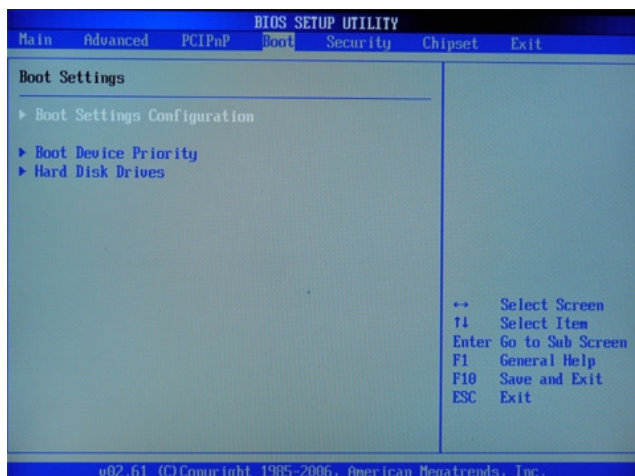 BIOS SETUP UTILITY
Main Advanced PCIPnP Boot Security Chipset Exit
Boot Settings
▶ Boot Settings Configuration
▶ Boot Device Priority
▶ Hard Disk Drives
↔ Select Screen
↑↓ Select Item
Enter Go to Sub Screen
F1 General Help
F10 Save and Exit
ESC Exit
v02.61 (C)Copyright 1985-2006, American Megatrends, Inc.